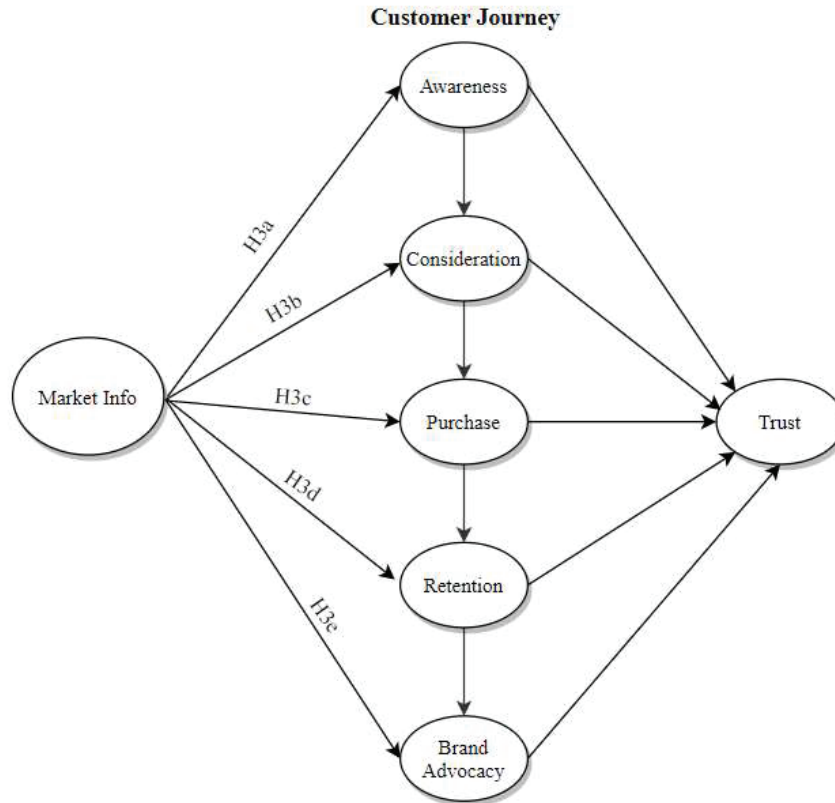 Customer Journey
Awareness
H3a
Consideration
H3b
Market Info
H3c
Purchase
Trust
H3d
Retention
H3e
Brand
Advocacy